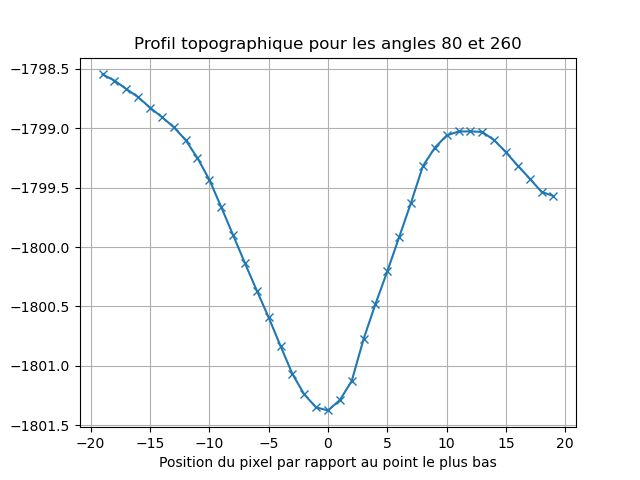 Profil topographique pour les angles 80 et 260
−1798.5
−1799.0
−1799.5
−1800.0
−1800.5
−1801.0
−1801.5
−20 −15 −10 −5 0 5 10 15 20
Position du pixel par rapport au point le plus bas